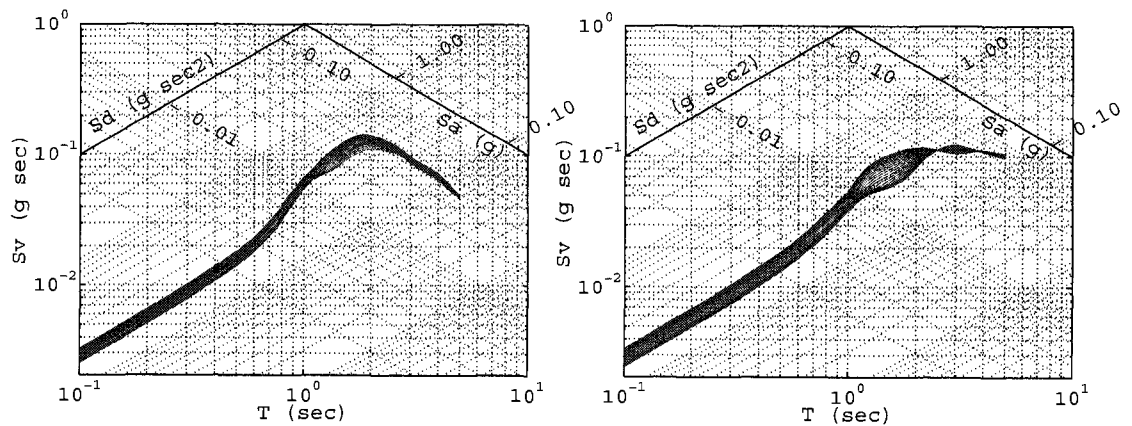 10^0
10^-1
10^-2
Sv (g sec)
Sd (g sec2)
0.01
0.10
1.00
Sa (g)
0.10
10^-1
10^0
10^1
T (sec)
10^0
10^-1
10^-2
Sv (g sec)
Sd (g sec2)
0.01
0.10
1.00
Sa (g)
0.10
10^-1
10^0
10^1
T (sec)